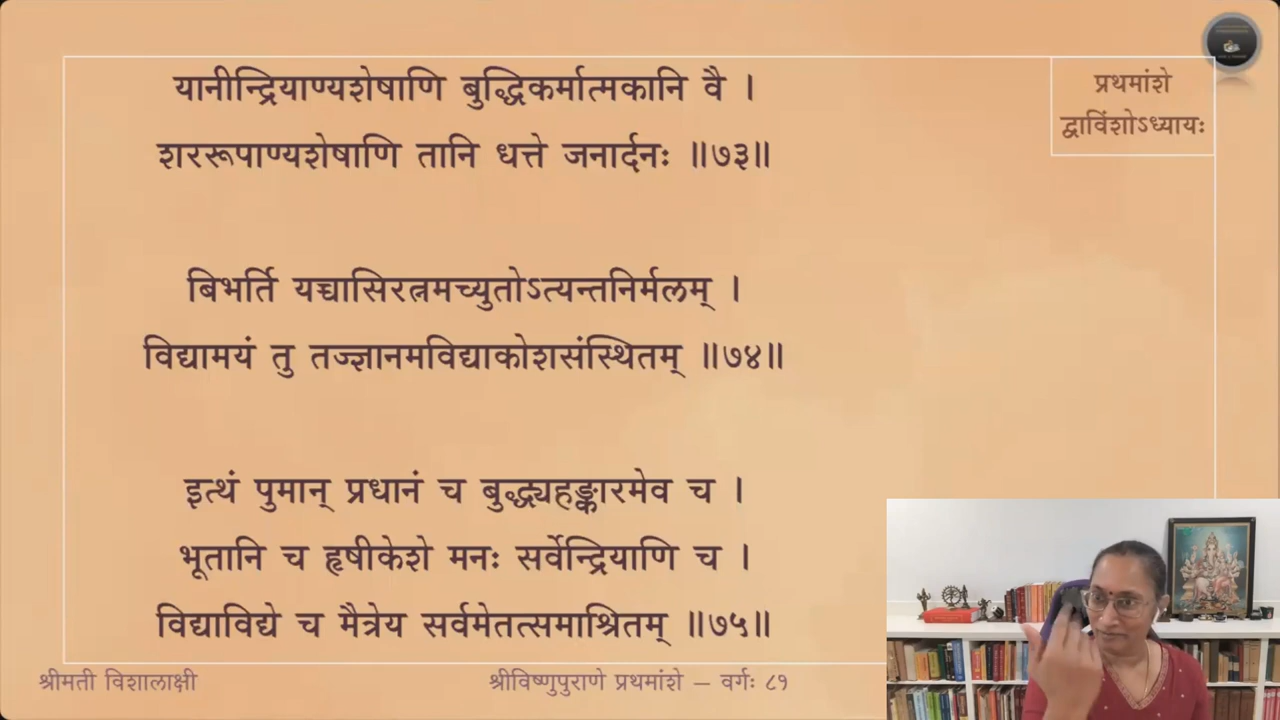 यानीन्द्रियाण्यशेषाणि बुद्धिकर्मात्मकानि वै ।
शररूपाण्यशेषाणि तानि धत्ते जनार्दनः ॥७३॥
बिभर्ति यच्चासिरत्नमच्युतोऽत्यन्तनिर्मलम् ।
विद्यामयं तु तज्ज्ञानमविद्याकोशसंस्थितम् ॥७४॥
इत्थं पुमान् प्रधानं च बुद्ध्यहङ्कारमेव च ।
भूतानि च हृषीकेशे मनः सर्वेन्द्रियाणि च ।
विद्याविद्ये च मैत्रेय सर्वमेतत्समाश्रितम् ॥७५॥
प्रथमांशे
द्वाविंशोऽध्यायः
श्रीमती विशालाक्षी
श्रीविष्णुपुराणे प्रथमांशे – वर्गः ८१